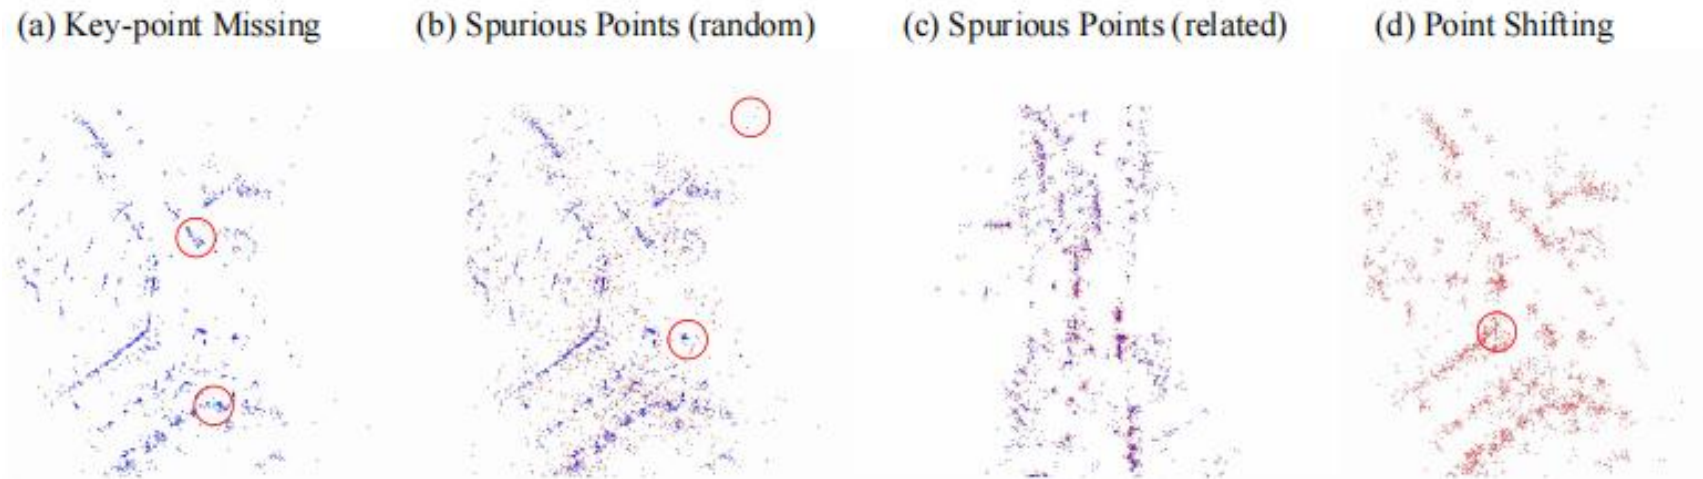 (a) Key-point Missing
(b) Spurious Points (random)
(c) Spurious Points (related)
(d) Point Shifting